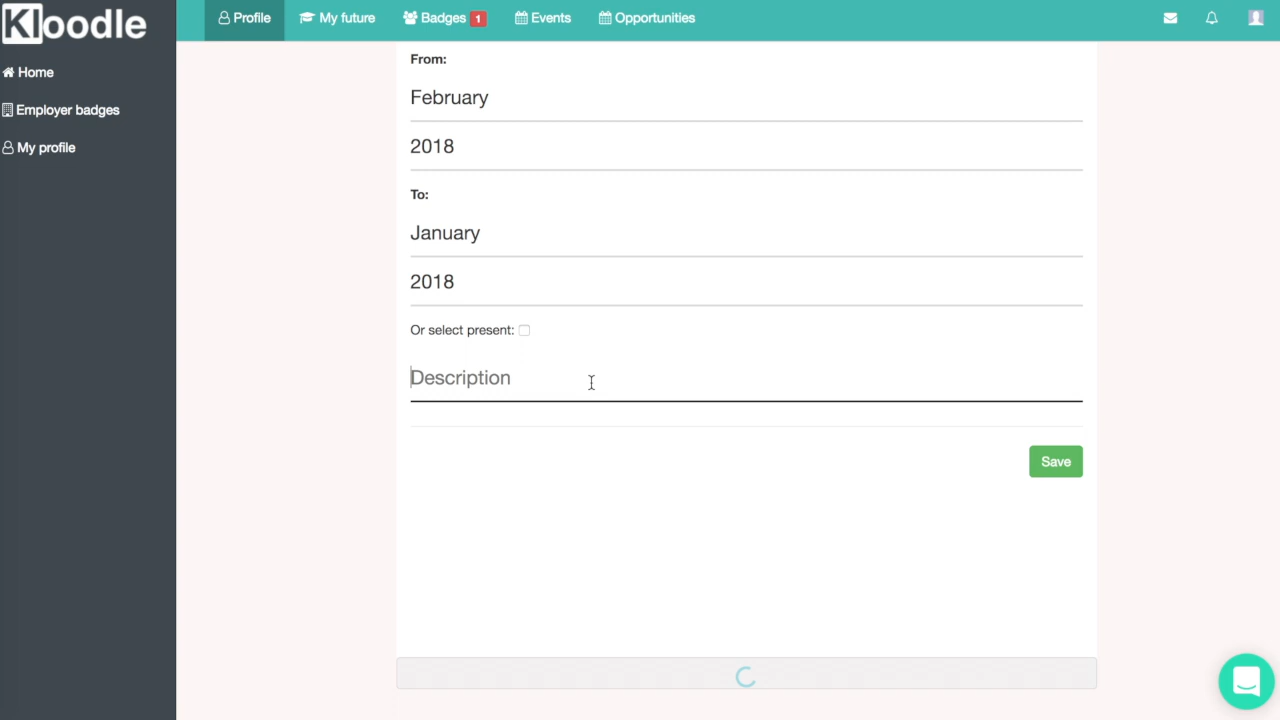 Kloodle
Profile
My future
Badges 1
Events
Opportunities
Home
Employer badges
My profile
From:
February
2018
To:
January
2018
Or select present:
Description
Save